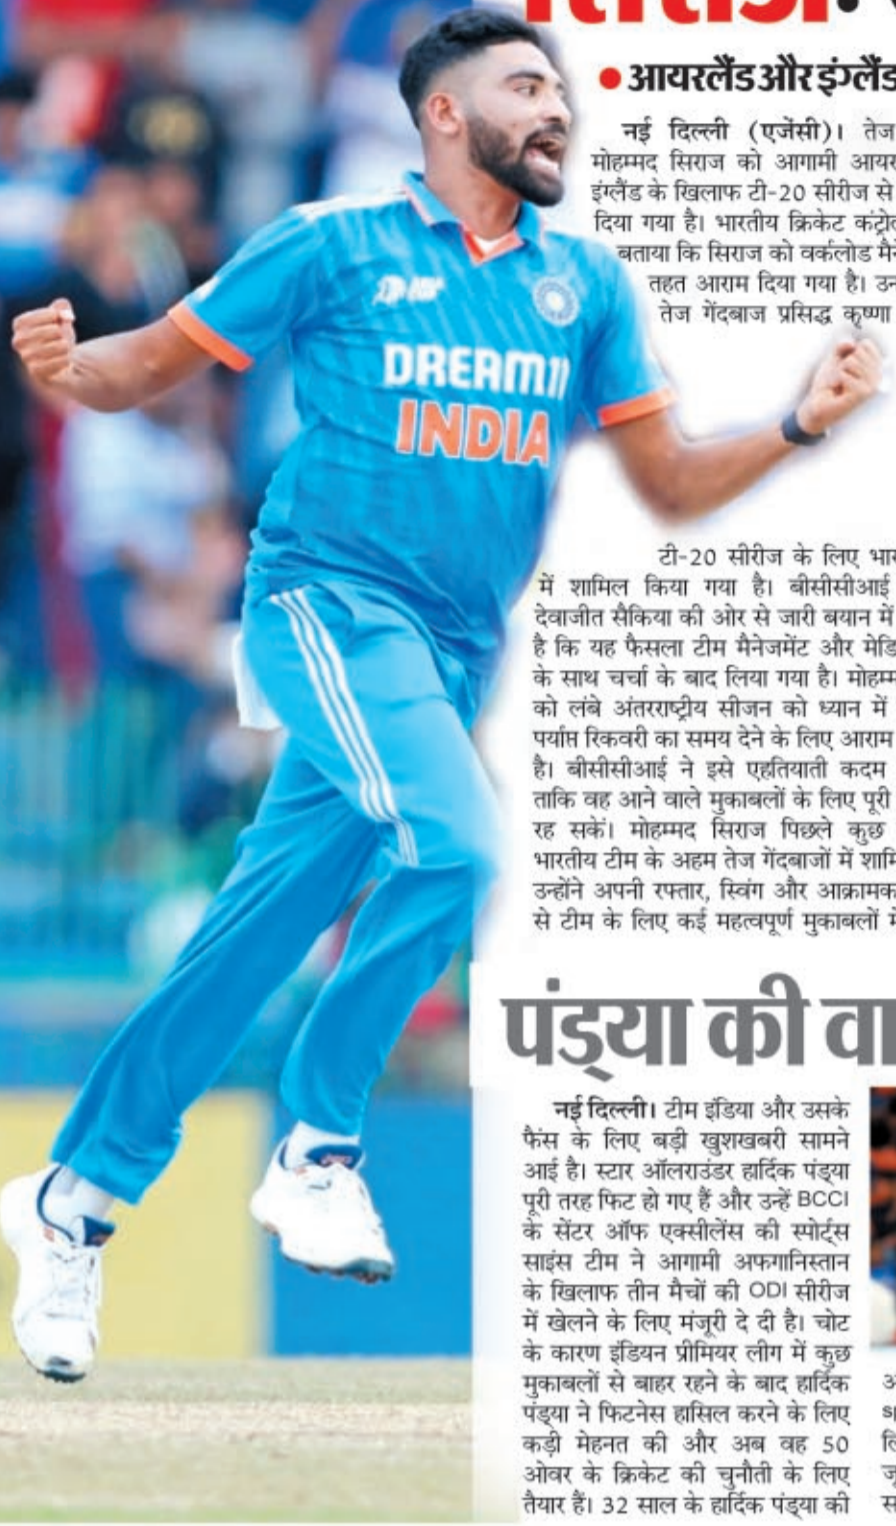 सिराज:
• आयरलैंड और इंग्लैंड
नई दिल्ली (एजेंसी)। तेज
मोहम्मद सिराज को आगामी
इंग्लैंड के खिलाफ टी-20 सीरीज से
दिया गया है। भारतीय क्रिकेट
बताया कि सिराज को वर्कलोड
तहत आराम दिया गया है।
तेज गेंदबाज प्रसिद्ध कृष्णा
DREAM11
INDIA
टी-20 सीरीज के लिए
में शामिल किया गया है। बीसीसीआई
देवाजीत सैकिया की ओर से जारी बयान में
है कि यह फैसला टीम मैनेजमेंट और
के साथ चर्चा के बाद लिया गया है।
को लंबे अंतरराष्ट्रीय सीजन को ध्यान में
पर्याप्त रिकवरी का समय देने के लिए आराम
है। बीसीसीआई ने इसे एहतियाती कदम
ताकि वह आने वाले मुकाबलों के लिए पूरी
रह सकें। मोहम्मद सिराज पिछले कुछ
भारतीय टीम के अहम तेज गेंदबाजों में
उन्होंने अपनी रफ्तार, स्विंग और
से टीम के लिए कई महत्वपूर्ण मुकाबलों
पंड्या की
नई दिल्ली। टीम इंडिया और उसके
फैंस के लिए बड़ी खुशखबरी सामने
आई है। स्टार ऑलराउंडर हार्दिक पंड्या
पूरी तरह फिट हो गए हैं और उन्हें BCCI
के सेंटर ऑफ एक्सीलेंस की स्पोर्ट्स
साइंस टीम ने आगामी अफगानिस्तान
के खिलाफ तीन मैचों की ODI सीरीज
में खेलने के लिए मंजूरी दे दी है। चोट
के कारण इंडियन प्रीमियर लीग में कुछ
मुकाबलों से बाहर रहने के बाद हार्दिक
पंड्या ने फिटनेस हासिल करने के लिए
कड़ी मेहनत की और अब वह 50
ओवर के क्रिकेट की चुनौती के लिए
तैयार हैं। 32 साल के हार्दिक पंड्या की